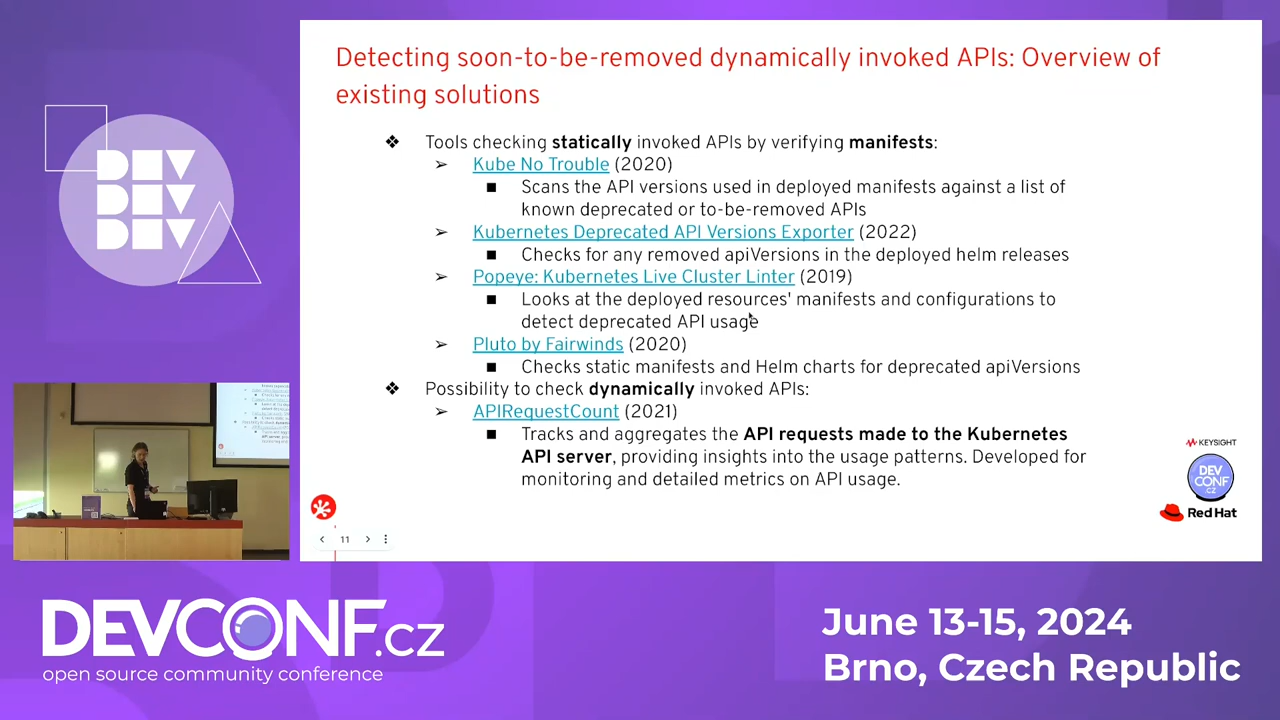 Detecting soon-to-be-removed dynamically invoked APIs: Overview of
existing solutions
❖ Tools checking statically invoked APIs by verifying manifests:
➢ Kube No Trouble (2020)
■ Scans the API versions used in deployed manifests against a list of
known deprecated or to-be-removed APIs
➢ Kubernetes Deprecated API Versions Exporter (2022)
■ Checks for any removed apiVersions in the deployed helm releases
➢ Popeye: Kubernetes Live Cluster Linter (2019)
■ Looks at the deployed resources' manifests and configurations to
detect deprecated API usage
➢ Pluto by Fairwinds (2020)
■ Checks static manifests and Helm charts for deprecated apiVersions
❖ Possibility to check dynamically invoked APIs:
➢ APIRequestCount (2021)
■ Tracks and aggregates the API requests made to the Kubernetes
API server, providing insights into the usage patterns. Developed for
monitoring and detailed metrics on API usage.
KEYSIGHT
DEV
CONF
CZ
Red Hat
11
DEV
DEV
DEV
DEVCONF.cz
open source community conference
June 13-15, 2024
Brno, Czech Republic